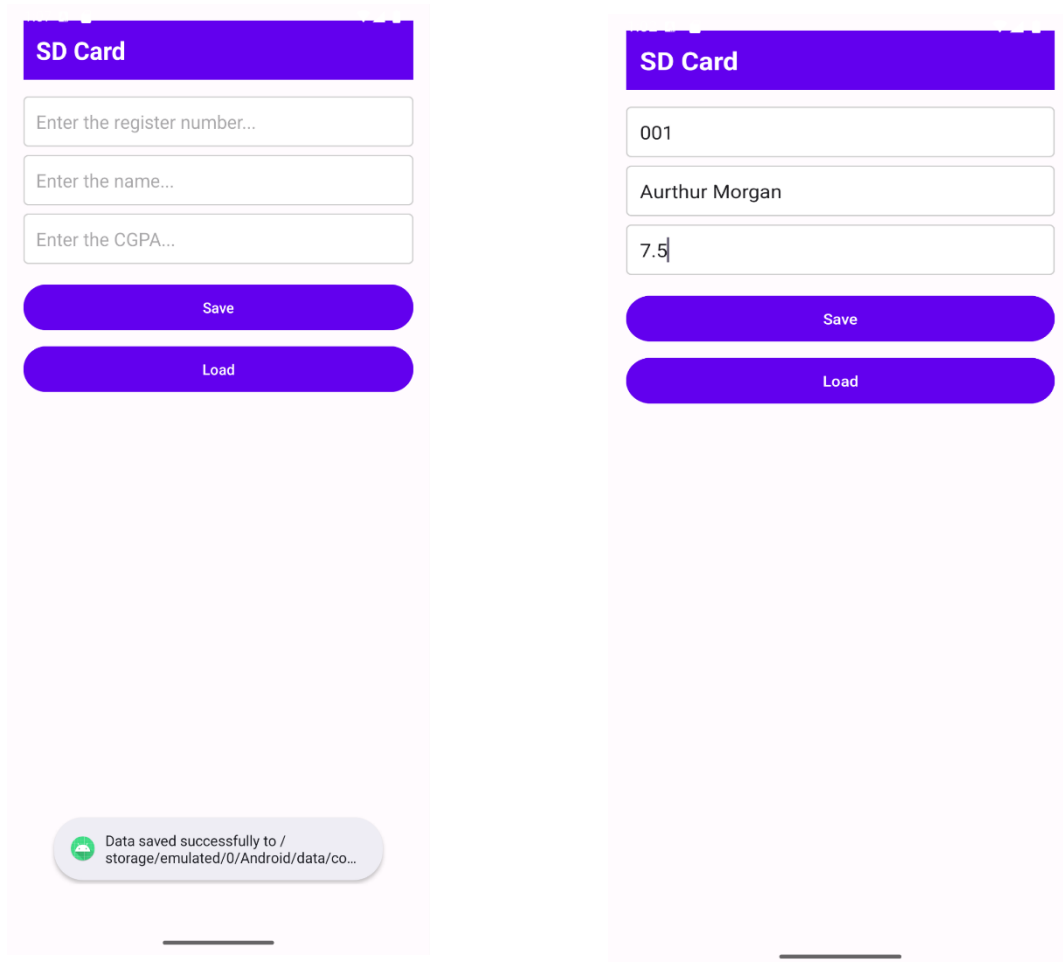 SD Card
Enter the register number...
Enter the name...
Enter the CGPA...
Save
Load
Data saved successfully to /
storage/emulated/0/Android/data/co...
SD Card
001
Aurthur Morgan
7.5
Save
Load